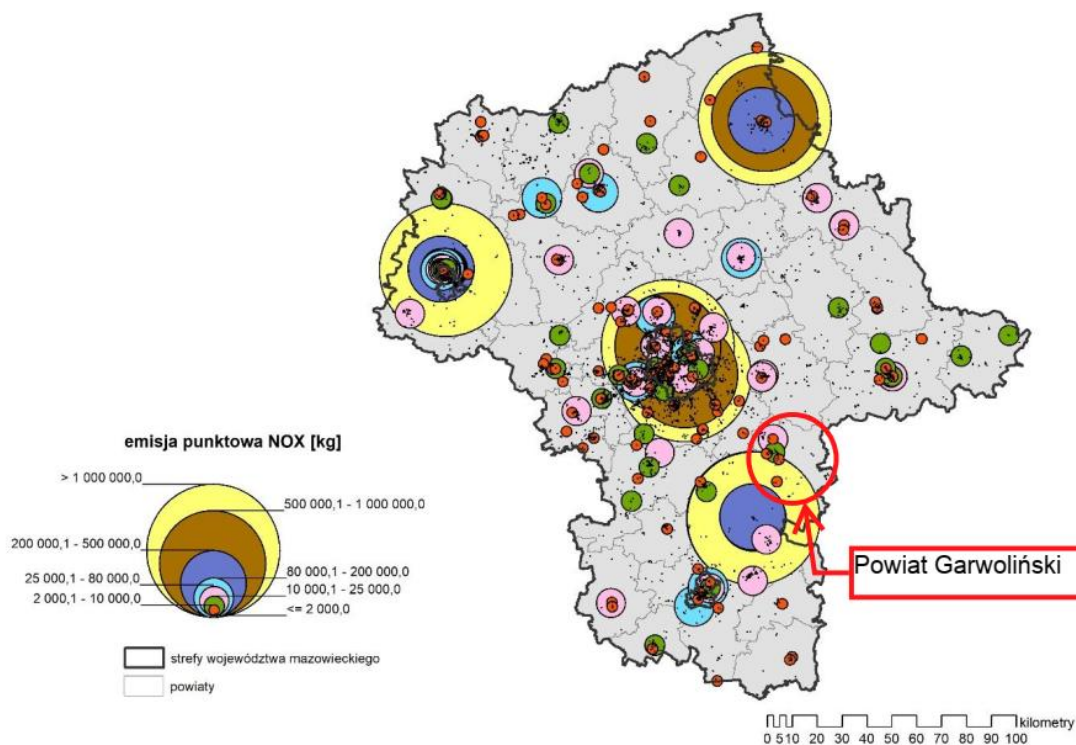 emisja punktowa NOX [kg]
> 1 000 000,0
500 000,1 - 1 000 000,0
200 000,1 - 500 000,0
80 000,1 - 200 000,0
25 000,1 - 80 000,0
10 000,1 - 25 000,0
2 000,1 - 10 000,0
<= 2 000,0
strefy województwa mazowieckiego
powiaty
Powiat Garwoliński
kilometry
0 510 20 30 40 50 60 70 80 90 100